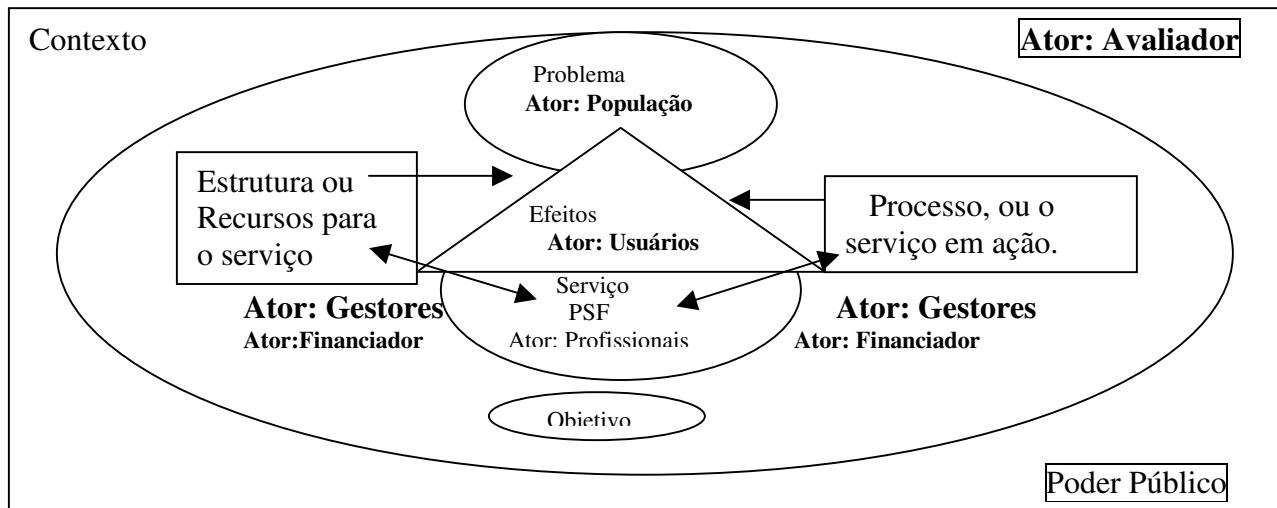 Contexto
Ator: Avaliador
Problema
Ator: População
Estrutura ou
Recursos para
o serviço
Efeitos
Ator: Usuários
Processo, ou o
serviço em ação.
Serviço
PSF
Ator: Profissionais
Ator: Gestores
Ator:Financiador
Ator: Gestores
Ator: Financiador
Objetivo
Poder Público